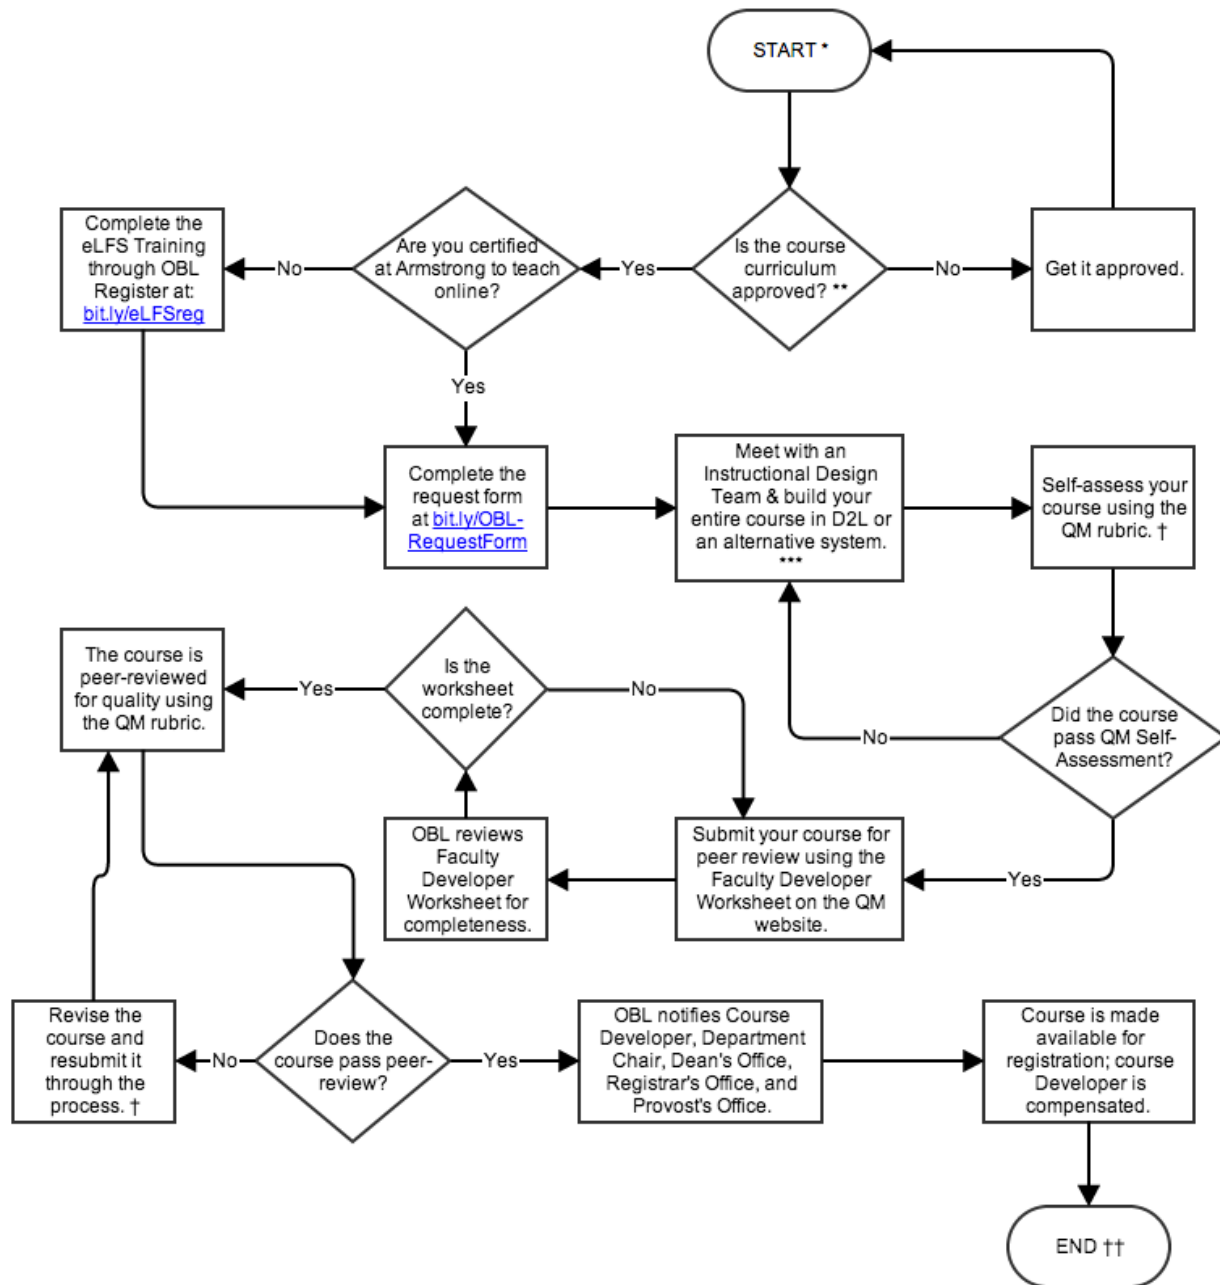 START *
Is the course
curriculum
approved? **
No
Get it approved.
Yes
Are you certified
at Armstrong to teach
online?
No
Complete the
eLFS Training
through OBL
Register at:
bit.ly/eLFSreg
Yes
Complete the
request form
at bit.ly/OBL-
RequestForm
Meet with an
Instructional Design
Team & build your
entire course in D2L or
an alternative system.
***
Self-assess your
course using the
QM rubric. †
Did the course
pass QM Self-
Assessment?
No
Yes
Submit your course for
peer review using the
Faculty Developer
Worksheet on the QM
website.
OBL reviews
Faculty
Developer
Worksheet for
completeness.
Is the
worksheet
complete?
No
Yes
The course is
peer-reviewed
for quality using
the QM rubric.
Does the
course pass peer-
review?
No
Revise the
course and
resubmit it
through the
process. †
Yes
OBL notifies Course
Developer, Department
Chair, Dean's Office,
Registrar's Office, and
Provost's Office.
Course is made
available for
registration; course
Developer is
compensated.
END ††